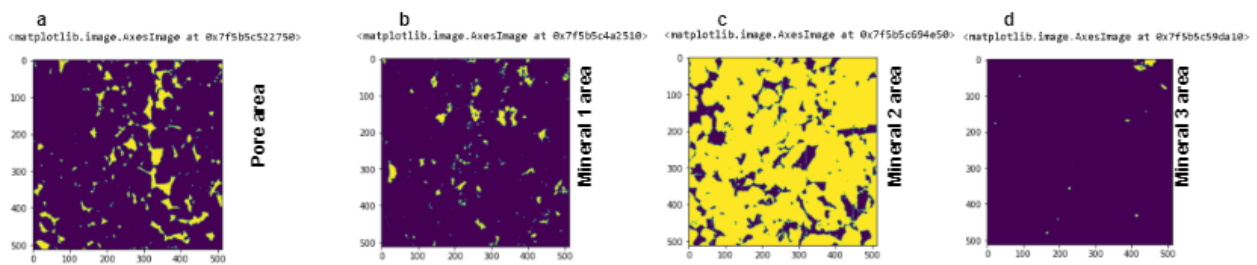 a
<matplotlib.image.AxesImage at 0x7f5b5c522750>
0
100
200
300
400
500
0 100 200 300 400 500
Pore area
b
<matplotlib.image.AxesImage at 0x7f5b5c4a2510>
0
100
200
300
400
500
0 100 200 300 400 500
Mineral 1 area
c
<matplotlib.image.AxesImage at 0x7f5b5c694e50>
0
100
200
300
400
500
0 100 200 300 400 500
Mineral 2 area
d
<matplotlib.image.AxesImage at 0x7f5b5c59da10>
0
100
200
300
400
500
0 100 200 300 400 500
Mineral 3 area